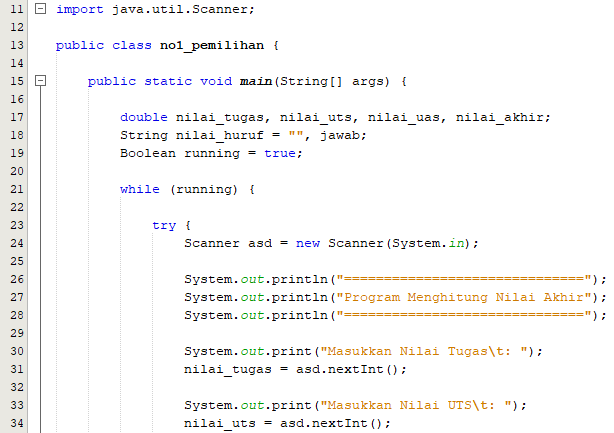 11 import java.util.Scanner;
12
13 public class no1_pemilihan {
14
15 public static void main(String[] args) {
16
17 double nilai_tugas, nilai_uts, nilai_uas, nilai_akhir;
18 String nilai_huruf = "", jawab;
19 Boolean running = true;
20
21 while (running) {
22
23 try {
24 Scanner asd = new Scanner(System.in);
25
26 System.out.println("==============================");
27 System.out.println("Program Menghitung Nilai Akhir");
28 System.out.println("==============================");
29
30 System.out.print("Masukkan Nilai Tugas\t: ");
31 nilai_tugas = asd.nextInt();
32
33 System.out.print("Masukkan Nilai UTS\t: ");
34 nilai_uts = asd.nextInt();